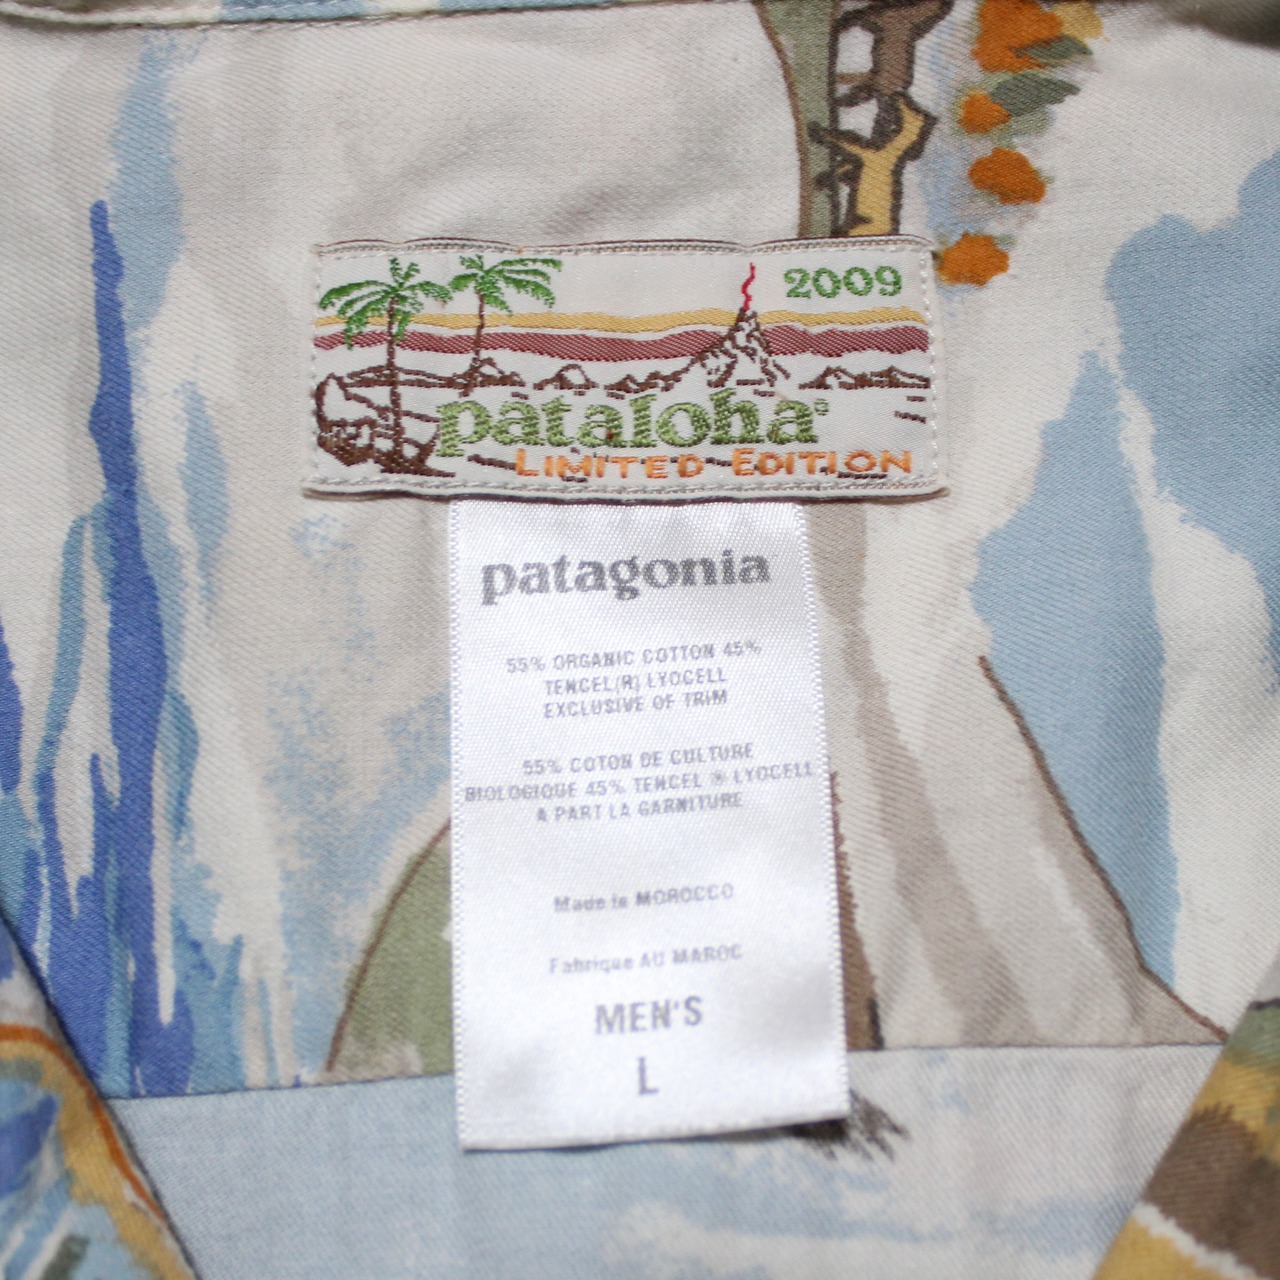 2009
pataloha®
LIMITED EDITION
patagonia
55% ORGANIC COTTON 45%
TENCEL(R) LYOCELL
EXCLUSIVE OF TRIM
55% COTON DE CULTURE
BIOLOGIQUE 45% TENCEL ® LYOCELL
A PART LA GARNITURE
Made in MOROCCO
Fabrique AU MAROC
MEN'S
L